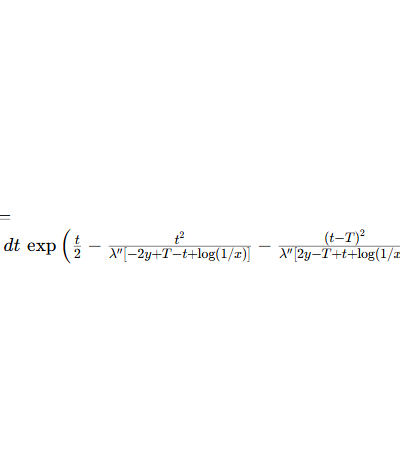 =
dt exp ( t/2 − t²/λ″[−2y+T−t+log(1/x)] − (t−T)²/λ″[2y−T+t+log(1/x